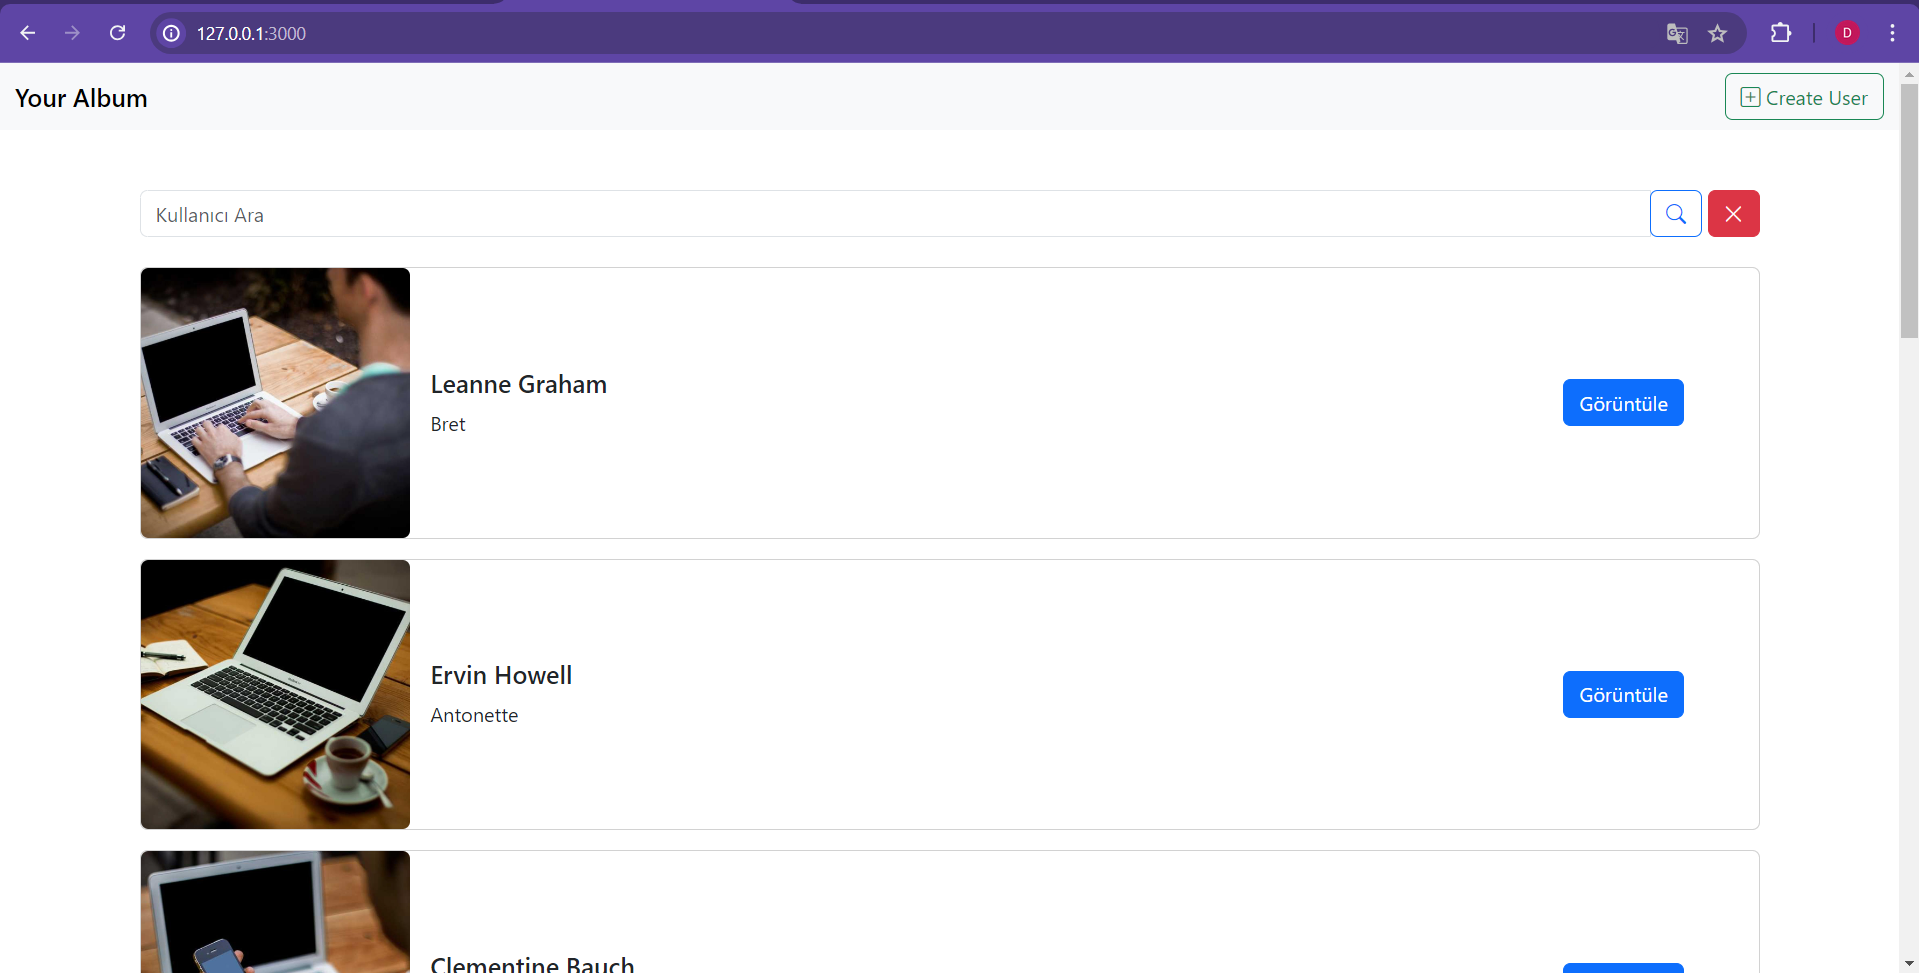 127.0.0.1:3000
D
Your Album
Create User
Kullanıcı Ara
Leanne Graham
Bret
Görüntüle
Ervin Howell
Antonette
Görüntüle
Clementine Bauch